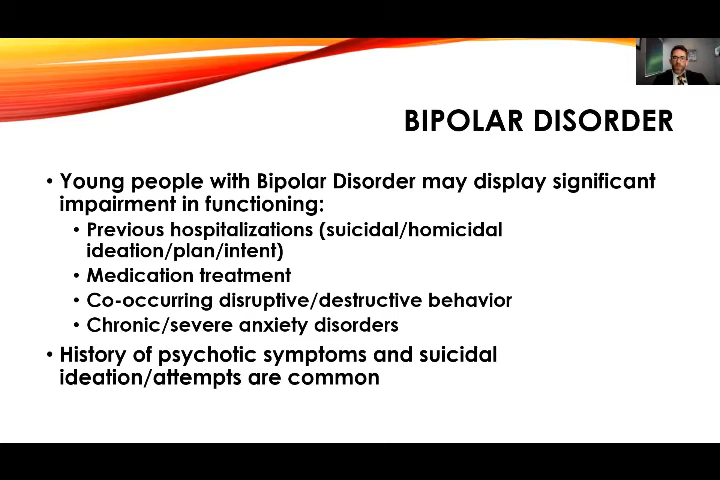 BIPOLAR DISORDER
• Young people with Bipolar Disorder may display significant
impairment in functioning:
• Previous hospitalizations (suicidal/homicidal
ideation/plan/intent)
• Medication treatment
• Co-occurring disruptive/destructive behavior
• Chronic/severe anxiety disorders
• History of psychotic symptoms and suicidal
ideation/attempts are common